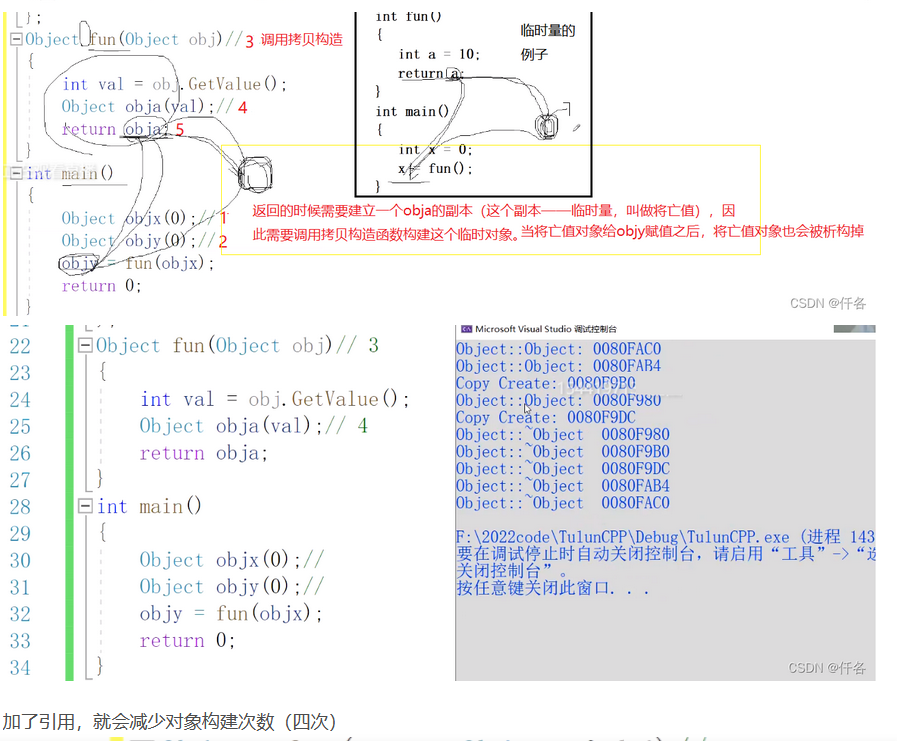 };
Object fun(Object obj)//3 调用拷贝构造
{
int val = obj.GetValue();
Object obja(val);//4
return obja; 5
}
int main()
{
Object objx(0);//1
Object objy(0);//2
objy = fun(objx);
return 0;
}
int fun()
{
int a = 10;
return a;
}
int main()
{
int x = 0;
x = fun();
}
临时量的
例子
返回的时候需要建立一个obja的副本（这个副本——临时量，叫做将亡值），因
此需要调用拷贝构造函数构建这个临时对象。当将亡值对象给objy赋值之后，将亡值对象也会被析构掉
CSDN @仟各
22 Object fun(Object obj)// 3
23 {
24 int val = obj.GetValue();
25 Object obja(val);// 4
26 return obja;
27 }
28 int main()
29 {
30 Object objx(0);//
31 Object objy(0);//
32 objy = fun(objx);
33 return 0;
34 }
Microsoft Visual Studio 调试控制台
Object::Object: 0080FAC0
Object::Object: 0080FAB4
Copy Create: 0080F9B0
Object::Object: 0080F980
Copy Create: 0080F9DC
Object::~Object 0080F980
Object::~Object 0080F9B0
Object::~Object 0080F9DC
Object::~Object 0080FAB4
Object::~Object 0080FAC0
F:\2022code\TulunCPP\Debug\TulunCPP.exe (进程 143
要在调试停止时自动关闭控制台，请启用“工具”->“选
关闭控制台”。
按任意键关闭此窗口. . .
CSDN @仟各
加了引用，就会减少对象构建次数（四次）